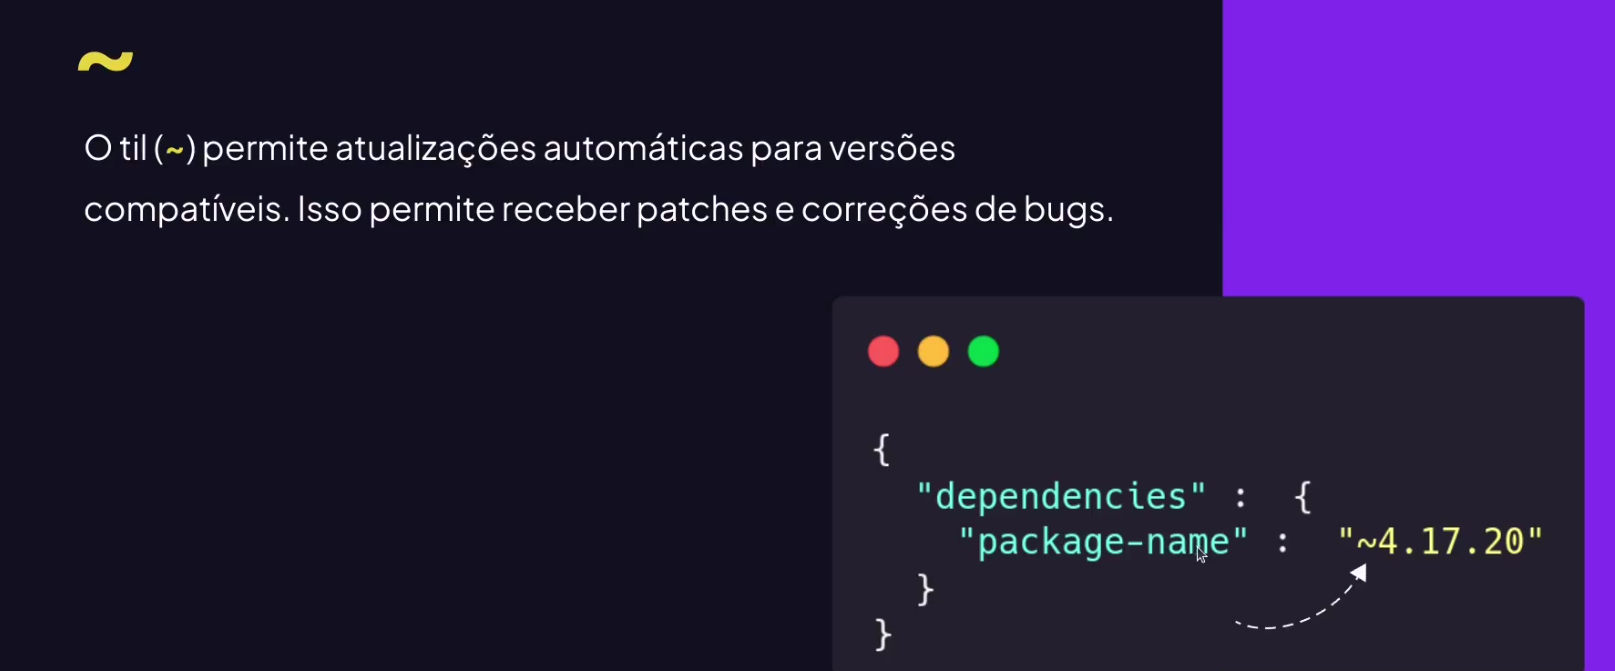 ~
O til (~) permite atualizações automáticas para versões
compatíveis. Isso permite receber patches e correções de bugs.
{
"dependencies" : {
"package-name" : "~4.17.20"
}
}